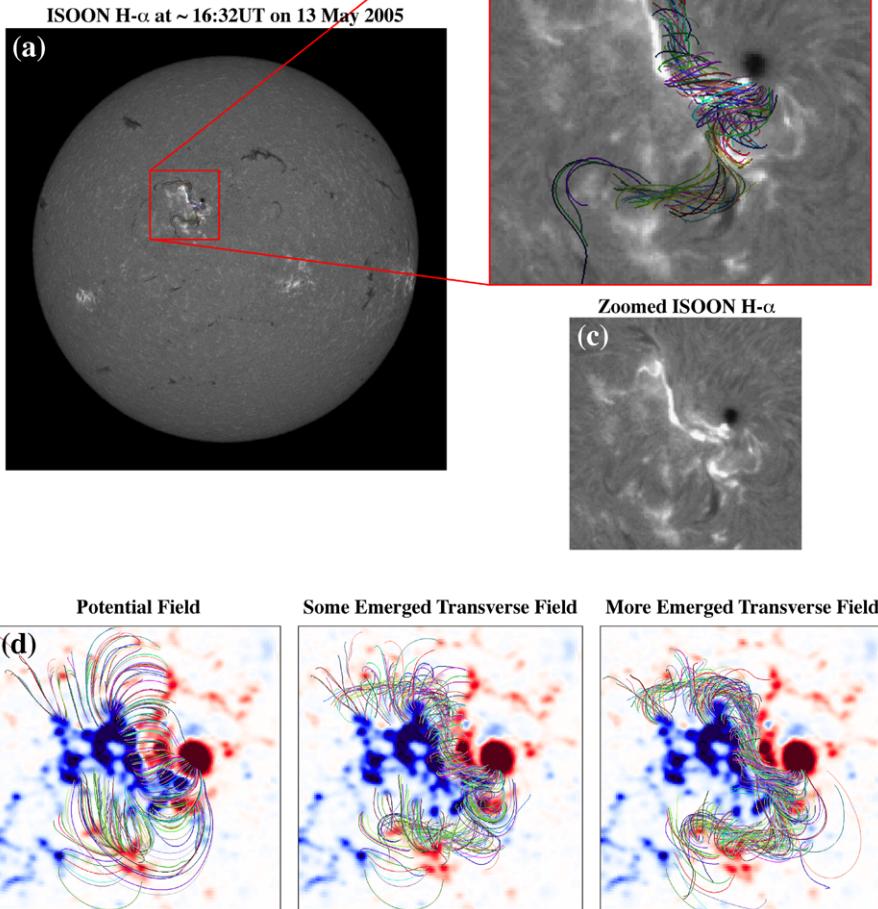 ISOON H-α at ~ 16:32UT on 13 May 2005
(a)
Zoomed ISOON H-α
(c)
Potential Field
Some Emerged Transverse Field
More Emerged Transverse Field
(d)